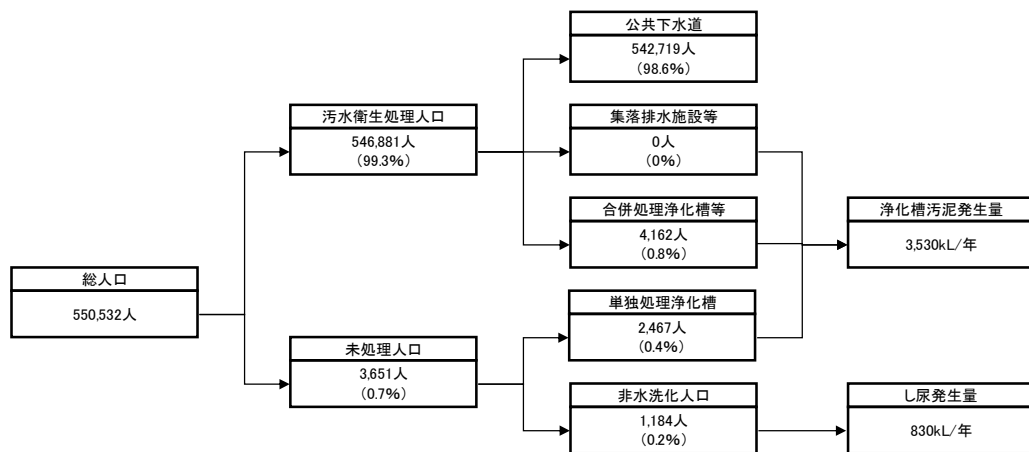 公共下水道
542,719人
(98.6%)
汚水衛生処理人口
546,881人
(99.3%)
集落排水施設等
0人
(0%)
合併処理浄化槽等
4,162人
(0.8%)
浄化槽汚泥発生量
3,530kL/年
総人口
550,532人
単独処理浄化槽
2,467人
(0.4%)
未処理人口
3,651人
(0.7%)
非水洗化人口
1,184人
(0.2%)
し尿発生量
830kL/年